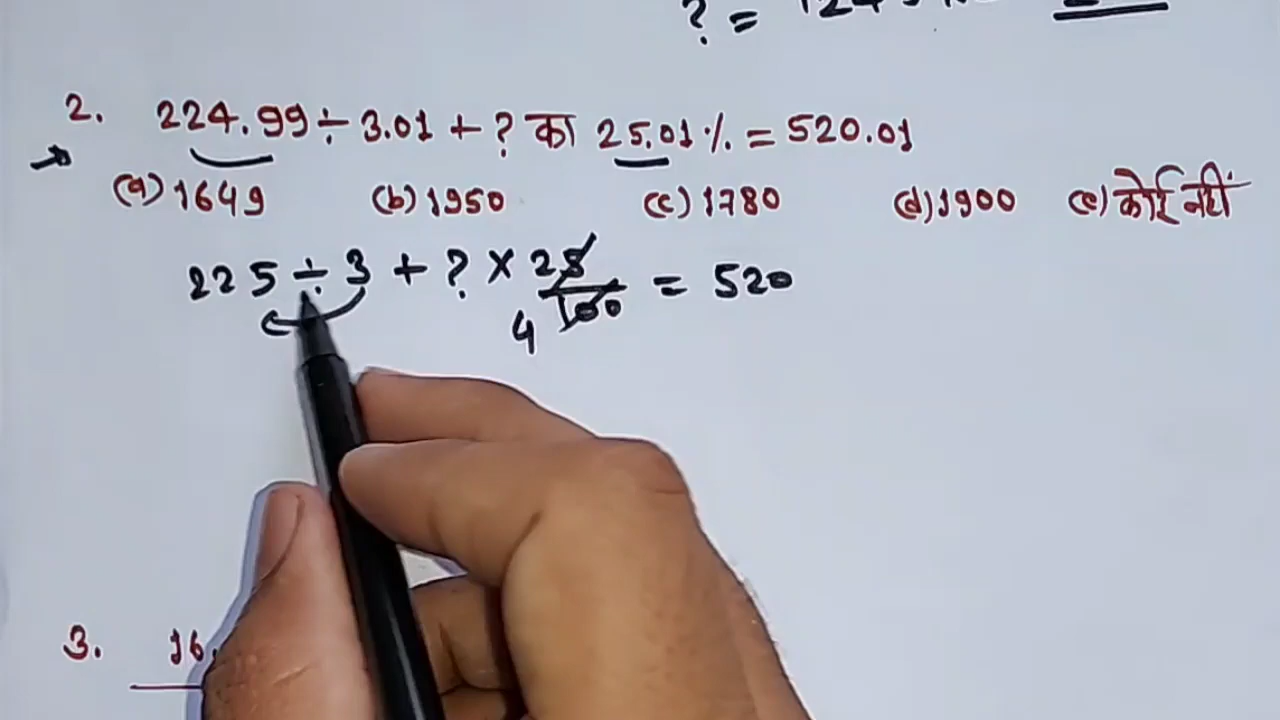 ? =
2. 224.99 ÷ 3.01 + ? का 25.01 % = 520.01
(a) 1649 (b) 1950 (c) 1780 (d) 1900 (e) कोई नहीं
225 ÷ 3 + ? × 25/100 = 520
4
3. 16.